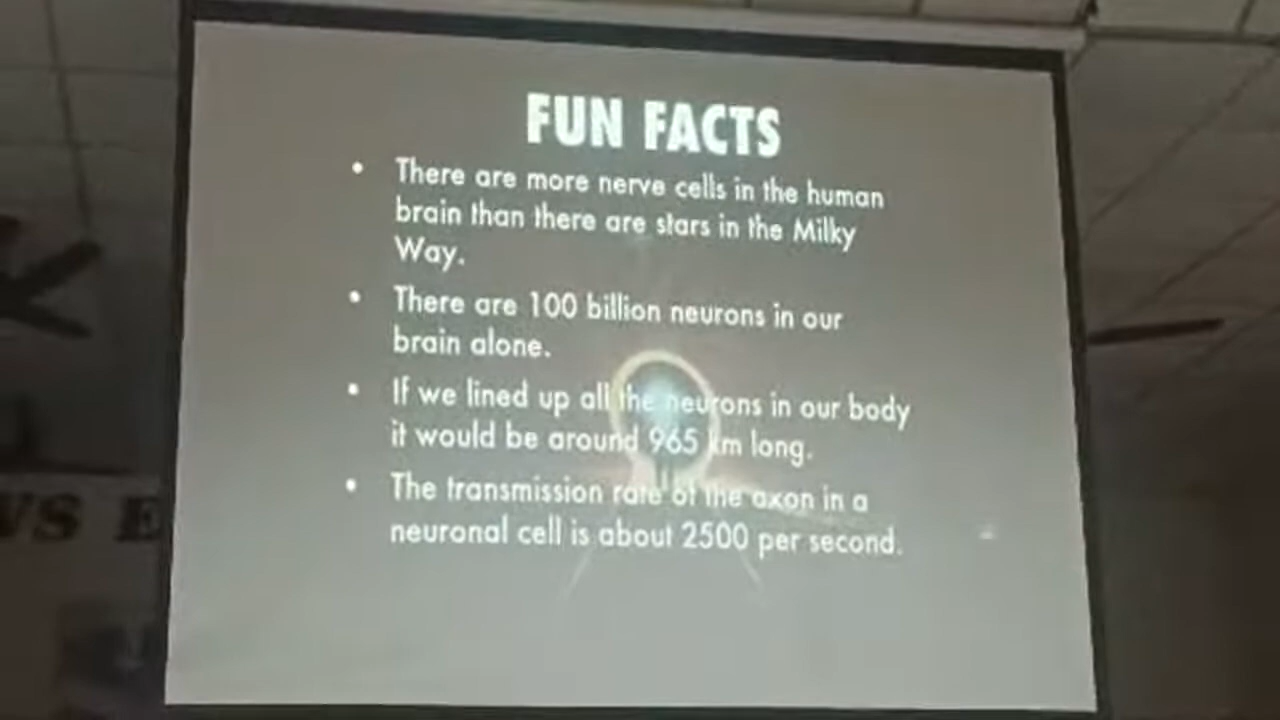 FUN FACTS
• There are more nerve cells in the human
brain than there are stars in the Milky
Way.
• There are 100 billion neurons in our
brain alone.
• If we lined up all the neurons in our body
it would be around 965 km long.
• The transmission rate of the axon in a
neuronal cell is about 2500 per second.